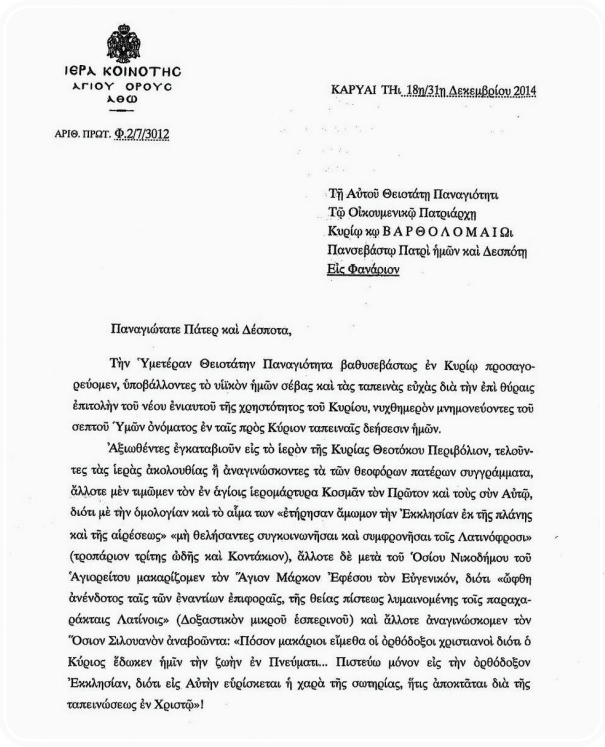 ΙΕΡΑ ΚΟΙΝΟΤΗΣ
ΑΓΙΟΥ ΟΡΟΥΣ
ΑΘΩ
ΑΡΙΘ. ΠΡΩΤ. Φ.2/7/3012
ΚΑΡΥΑΙ ΤΗι 18η/31η Δεκεμβρίου 2014
Τῇ Αὐτοῦ Θειοτάτῃ Παναγιότητι
Τῷ Οἰκουμενικῷ Πατριάρχῃ
Κυρίῳ κῳ ΒΑΡΘΟΛΟΜΑΙΩι
Πανσεβάστῳ Πατρὶ ἡμῶν καὶ Δεσπότῃ
Εἰς Φανάριον
Παναγιώτατε Πάτερ καὶ Δέσποτα,
Τὴν Ὑμετέραν Θειοτάτην Παναγιότητα βαθυσεβάστως ἐν Κυρίῳ προσαγο-
ρεύομεν, ὑποβάλλοντες τὸ υἱϊκὸν ἡμῶν σέβας καὶ τὰς ταπεινὰς εὐχὰς διὰ τὴν ἐπὶ θύραις
ἐπιτολὴν τοῦ νέου ἐνιαυτοῦ τῆς χρηστότητος τοῦ Κυρίου, νυχθημερὸν μνημονεύοντες τοῦ
σεπτοῦ Ὑμῶν ὀνόματος ἐν ταῖς πρὸς Κύριον ταπειναῖς δεήσεσιν ἡμῶν.
Ἀξιωθέντες ἐγκαταβιοῦν εἰς τὸ ἱερὸν τῆς Κυρίας Θεοτόκου Περιβόλιον, τελοῦν-
τες τὰς ἱερὰς ἀκολουθίας ἢ ἀναγινώσκοντες τὰ τῶν θεοφόρων πατέρων συγγράμματα,
ἄλλοτε μὲν τιμῶμεν τὸν ἐν ἁγίοις ἱερομάρτυρα Κοσμᾶν τὸν Πρῶτον καὶ τοὺς σὺν Αὐτῷ,
διότι μὲ τὴν ὁμολογίαν καὶ τὸ αἷμα των «ἐτήρησαν ἄμωμον τὴν Ἐκκλησίαν ἐκ τῆς πλάνης
καὶ τῆς αἱρέσεως» «μὴ θελήσαντες συγκοινωνῆσαι καὶ συμφρονῆσαι τοῖς Λατινόφροσι»
(τροπάριον τρίτης ὠδῆς καὶ Κοντάκιον), ἄλλοτε δὲ μετὰ τοῦ Ὁσίου Νικοδήμου τοῦ
Ἁγιορείτου μακαρίζομεν τὸν Ἅγιον Μάρκον Ἐφέσου τὸν Εὐγενικόν, διότι «ὤφθη
ἀνένδοτος ταῖς τῶν ἐναντίων ἐπιφοραῖς, τῆς θείας πίστεως λυμαινομένης τοῖς παραχα-
ράκταις Λατίνοις» (Δοξαστικὸν μικροῦ ἑσπερινοῦ) καὶ ἄλλοτε ἀναγινώσκομεν τὸν
Ὅσιον Σιλουανὸν ἀναβοῶντα: «Πόσον μακάριοι εἴμεθα οἱ ὀρθόδοξοι χριστιανοὶ διότι ὁ
Κύριος ἔδωκεν ἡμῖν τὴν ζωὴν ἐν Πνεύματι... Πιστεύω μόνον εἰς τὴν ὀρθόδοξον
Ἐκκλησίαν, διότι εἰς Αὐτὴν εὑρίσκεται ἡ χαρὰ τῆς σωτηρίας, ἥτις ἀποκτᾶται διὰ τῆς
ταπεινώσεως ἐν Χριστῷ»!